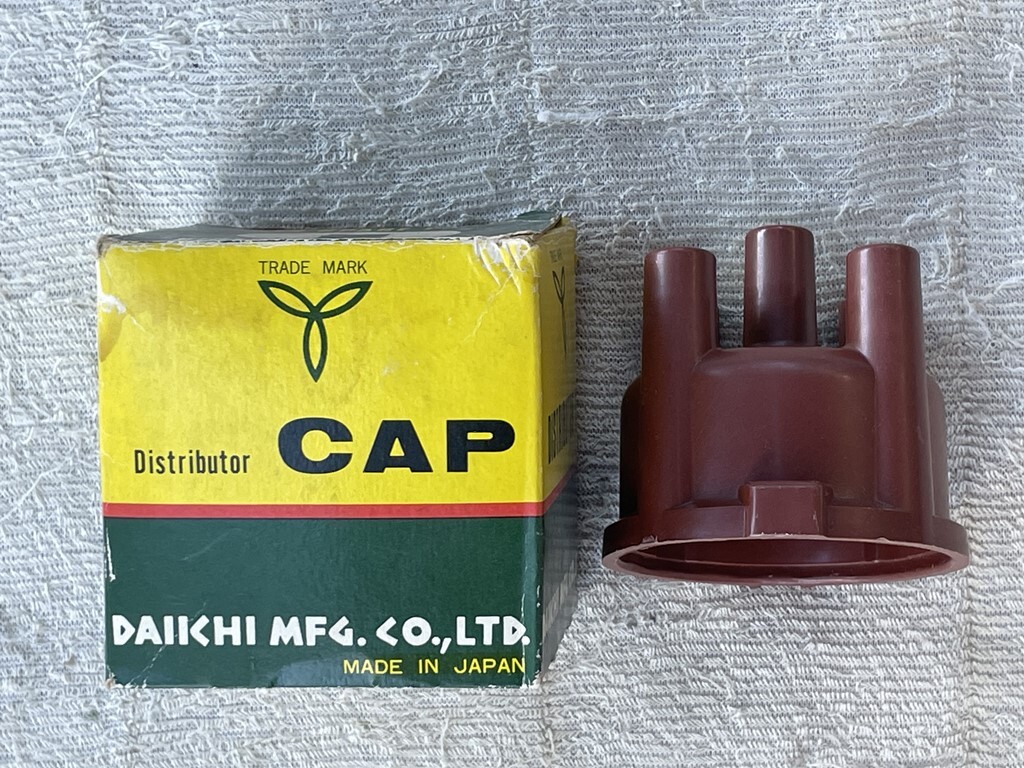 TRADE MARK
Distributor CAP
DAIICHI MFG. CO.,LTD.
MADE IN JAPAN